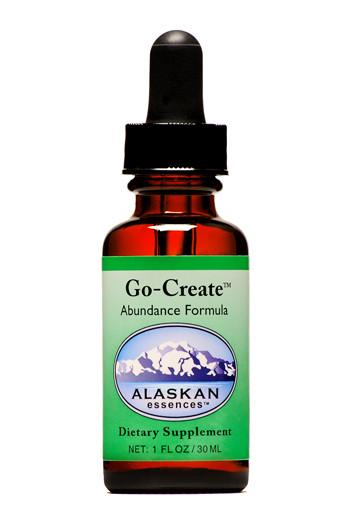 Go-Create™
Abundance Formula
ALASKAN
essences™
Dietary Supplement
NET: 1 FL OZ / 30 ML